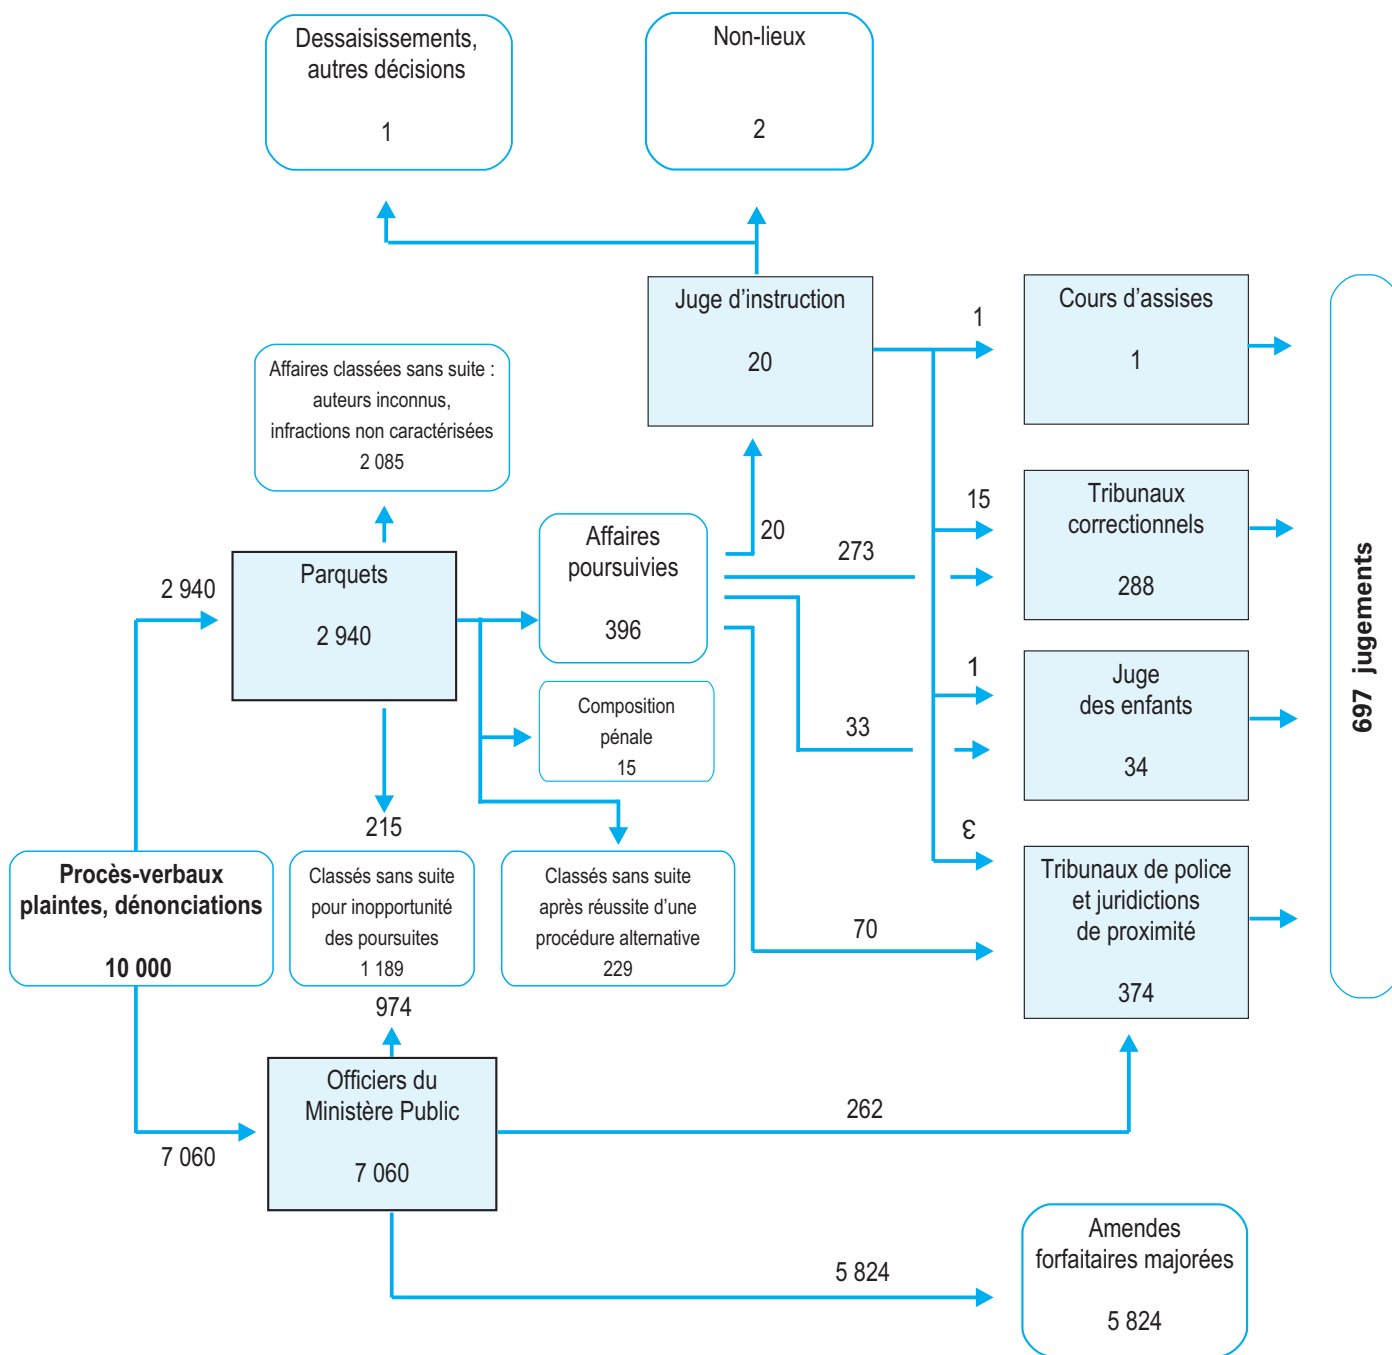 Dessaisissements,
autres décisions
1
Non-lieux
2
Juge d'instruction
20
1
Cours d'assises
1
Affaires classées sans suite :
auteurs inconnus,
infractions non caractérisées
2 085
15
Tribunaux
correctionnels
288
20
273
Affaires
poursuivies
396
2 940
Parquets
2 940
697 jugements
1
Juge
des enfants
34
33
Composition
pénale
15
215
3
Procès-verbaux
plaintes, dénonciations
10 000
Classés sans suite
pour inopportunité
des poursuites
1 189
Classés sans suite
après réussite d'une
procédure alternative
229
70
Tribunaux de police
et juridictions
de proximité
374
974
Officiers du
Ministère Public
7 060
7 060
262
5 824
Amendes
forfaitaires majorées
5 824